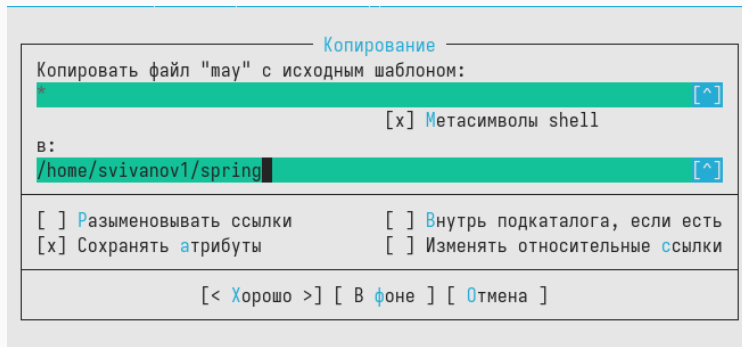 Копирование
Копировать файл "may" с исходным шаблоном:
* [^]
[x] Метасимволы shell
в:
/home/svivanov1/spring [^]
[ ] Разыменовывать ссылки [ ] Внутрь подкаталога, если есть
[x] Сохранять атрибуты [ ] Изменять относительные ссылки
[< Хорошо >] [ В фоне ] [ Отмена ]